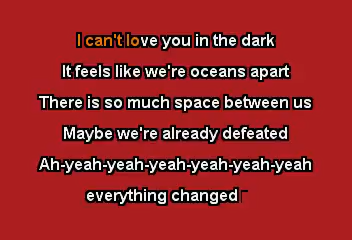 I can't love you in the dark
It feels like we're oceans apart
There is so much space between us
Maybe we're already defeated
Ah-yeah-yeah-yeah-yeah-yeah-yeah
everything changed